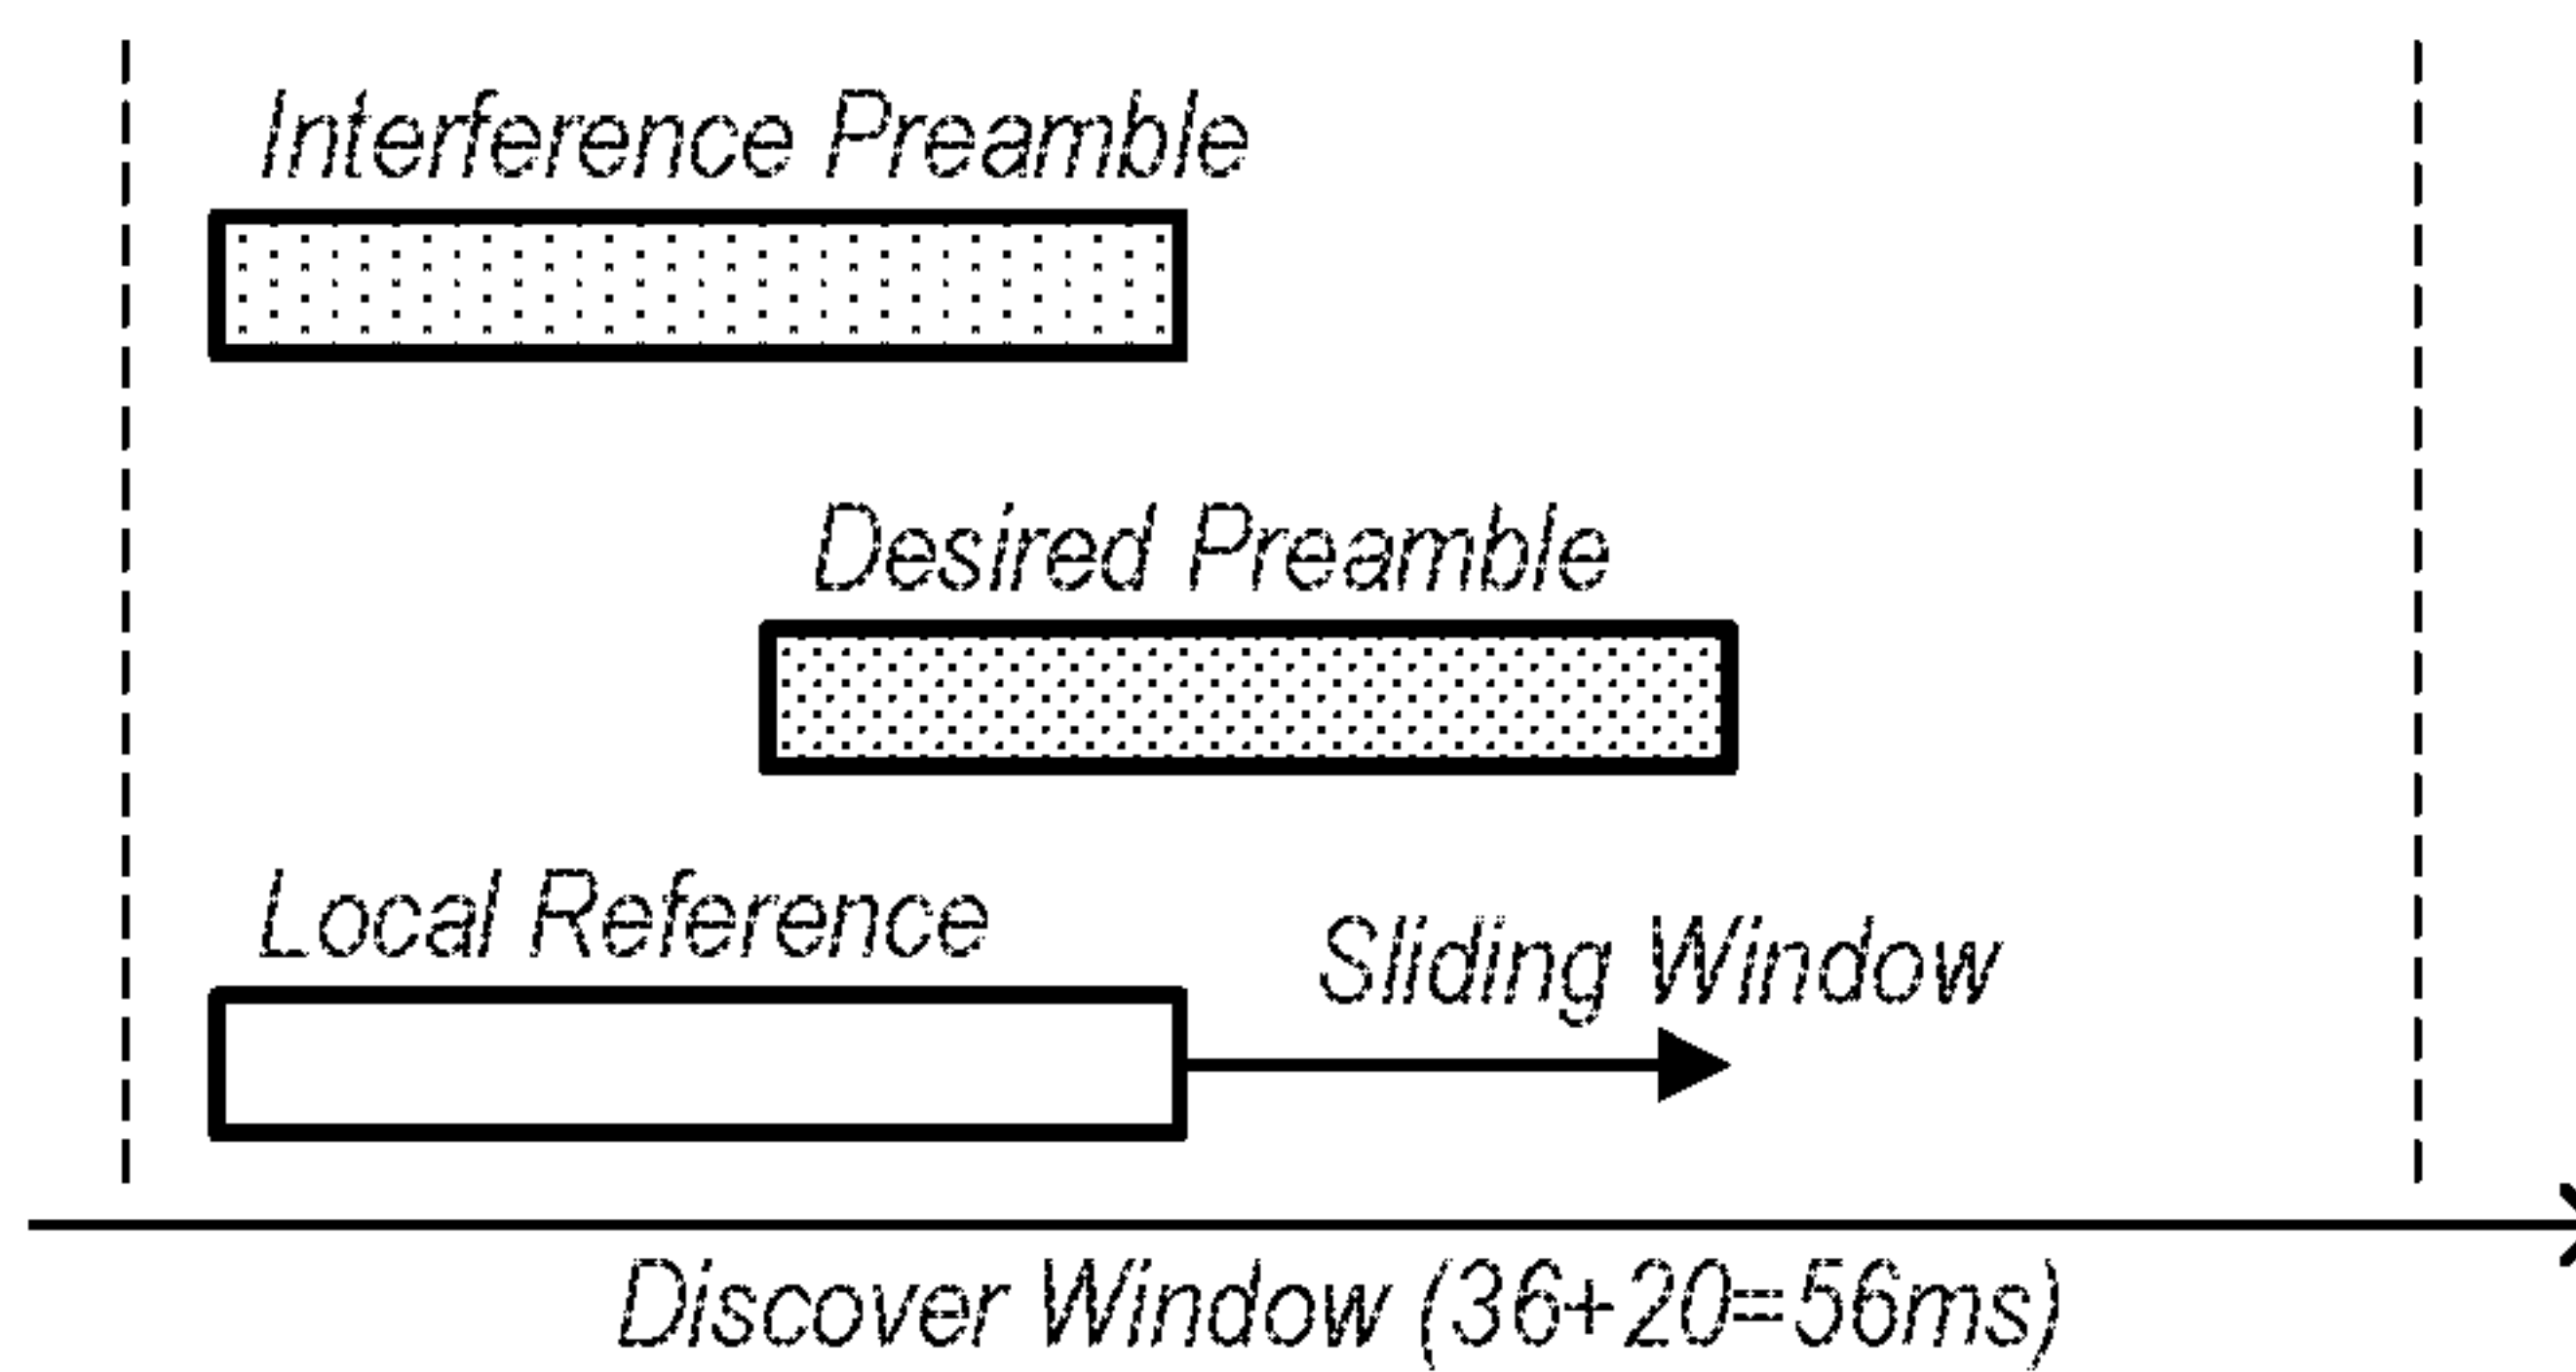 Interference Preamble
Desired Preamble
Local Reference
Sliding Window
Discover Window (36+20=56ms)